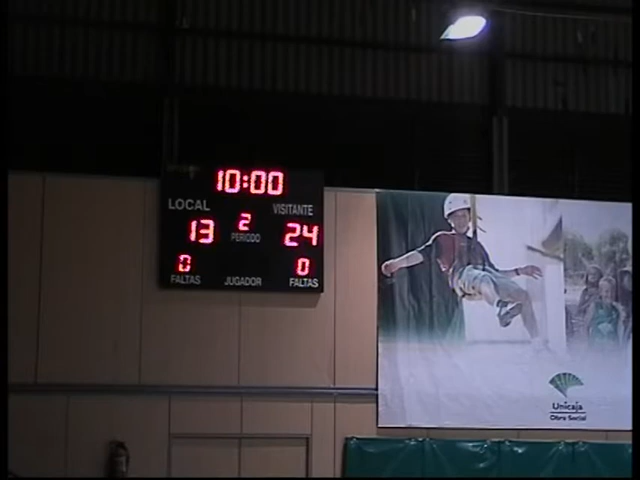 10:00
LOCAL VISITANTE
13 2 24
PERIODO
0 0
FALTAS JUGADOR FALTAS
Unicaja
Obra Social